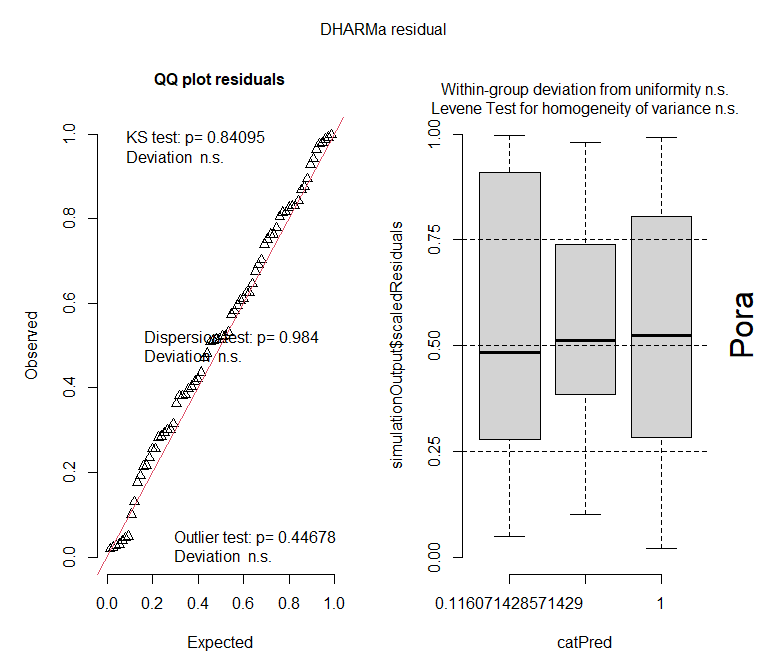 DHARMa residual
QQ plot residuals
KS test: p= 0.84095
Deviation n.s.
Dispersion test: p= 0.984
Deviation n.s.
Outlier test: p= 0.44678
Deviation n.s.
Observed
0.0
0.2
0.4
0.6
0.8
1.0
0.0 0.2 0.4 0.6 0.8 1.0
Expected
Within-group deviation from uniformity n.s.
Levene Test for homogeneity of variance n.s.
simulationOutput$scaledResiduals
0.00
0.25
0.50
0.75
1.00
0.116071428571429 1
catPred
Pora